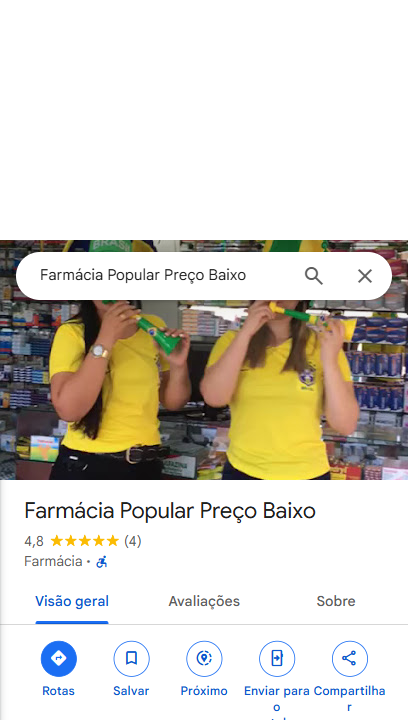 BRASIL
Farmácia Popular Preço Baixo
Farmácia Popular Preço Baixo
4,8 ★★★★★ (4)
Farmácia ·
Visão geral Avaliações Sobre
Rotas Salvar Próximo Enviar para o Compartilhar